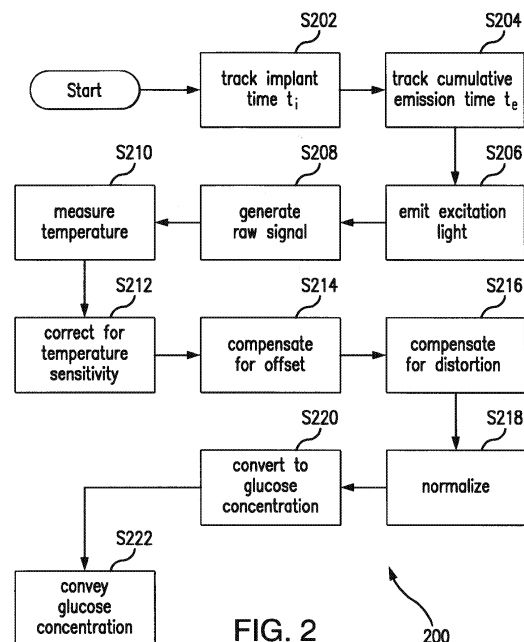 S202
S204
Start
track implant
time ti
track cumulative
emission time te
S210
S208
S206
measure
temperature
generate
raw signal
emit excitation
light
S212
S214
S216
correct for
temperature
sensitivity
compensate
for offset
compensate
for distortion
S220
S218
convert to
glucose
concentration
normalize
S222
convey
glucose
concentration
FIG. 2
200